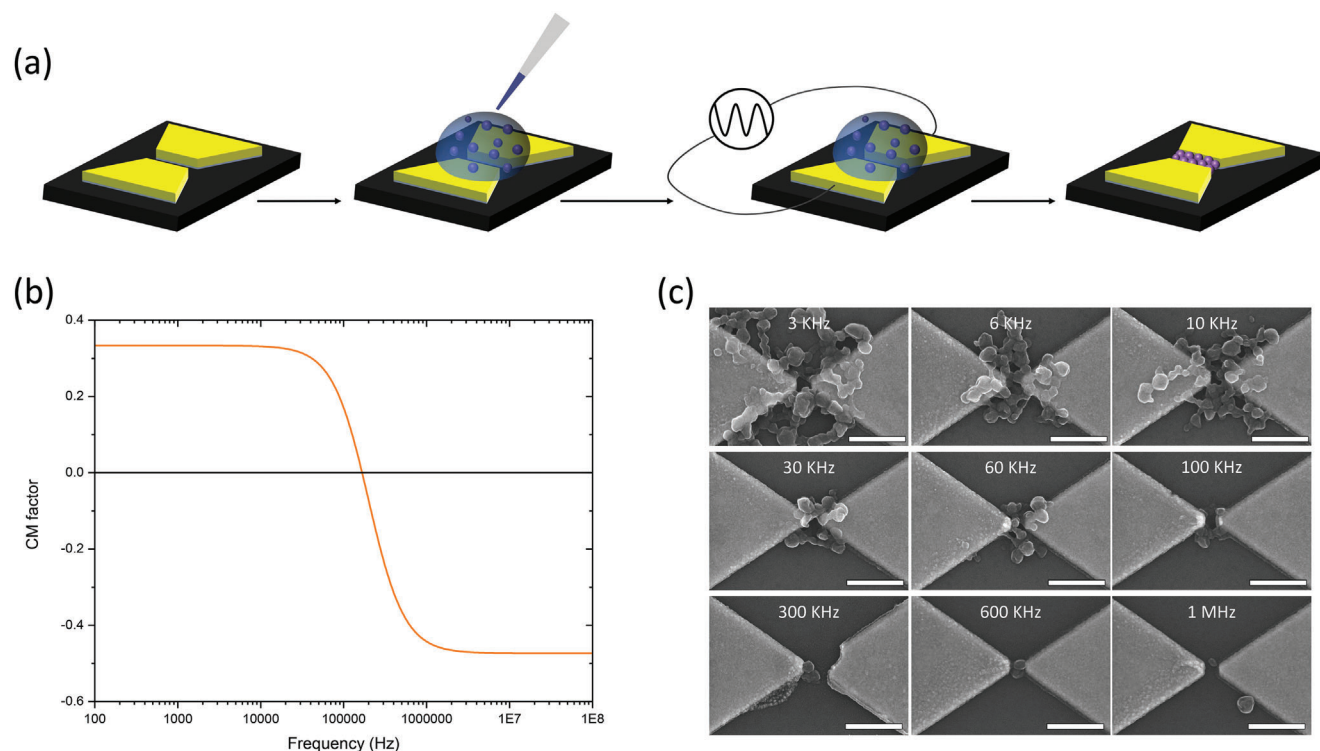 (a)
(b)
0.4
0.2
0.0
-0.2
-0.4
-0.6
CM factor
100
1000
10000
100000
1000000
1E7
1E8
Frequency (Hz)
(c)
3 KHz
6 KHz
10 KHz
30 KHz
60 KHz
100 KHz
300 KHz
600 KHz
1 MHz